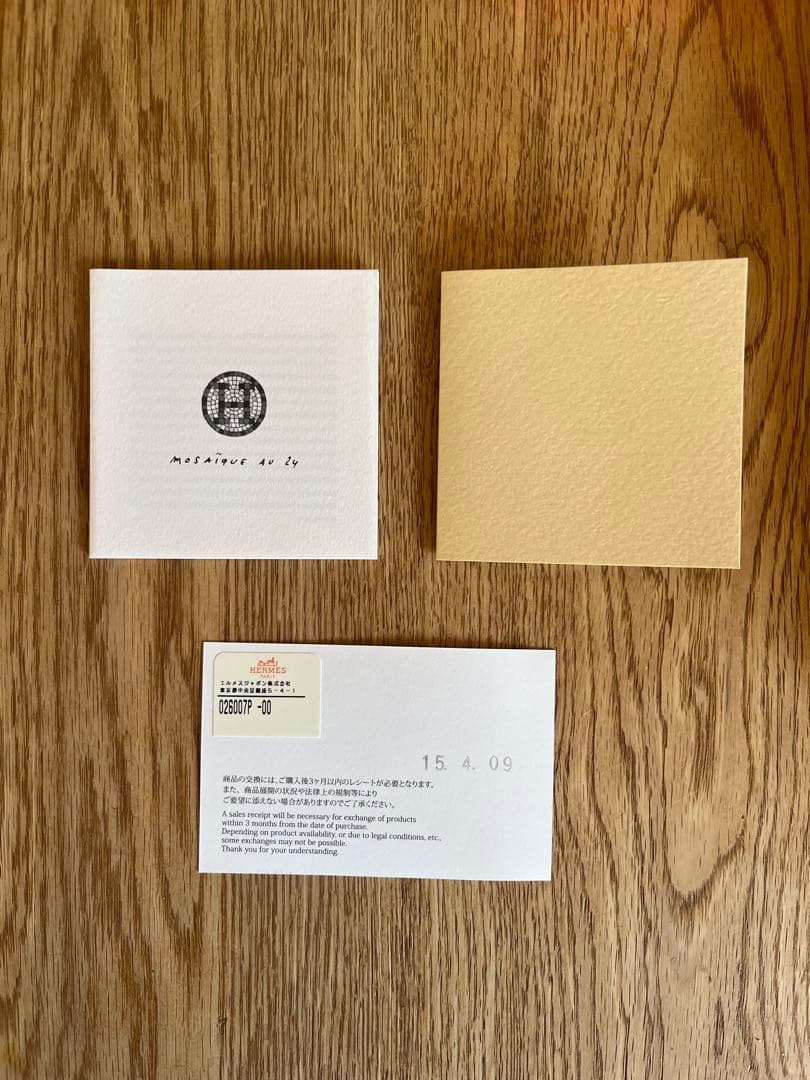 H
MOSAÏQUE AU 24
HERMÈS
PARIS
エルメスジャポン株式会社
東京都中央区銀座5-4-1
026007P -00
15. 4. 09
商品の交換には、ご購入後3ヶ月以内のレシートが必要となります。
また、商品展開の状況や法律上の規制等により
ご要望に添えない場合がありますのでご了承ください。
A sales receipt will be necessary for exchange of products
within 3 months from the date of purchase.
Depending on product availability, or due to legal conditions, etc.,
some exchanges may not be possible.
Thank you for your understanding.